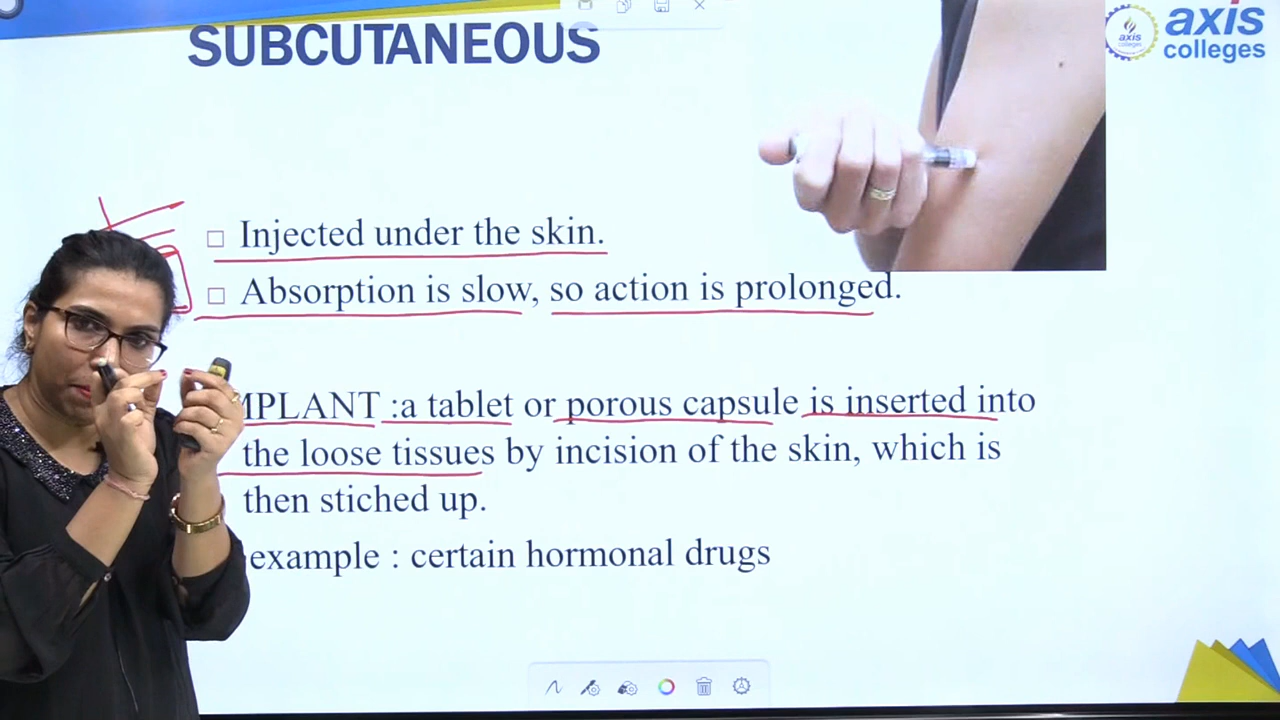 SUBCUTANEOUS
axis
colleges
axis
colleges
□ Injected under the skin.
□ Absorption is slow, so action is prolonged.
MPLANT :a tablet or porous capsule is inserted into
the loose tissues by incision of the skin, which is
then stiched up.
example : certain hormonal drugs